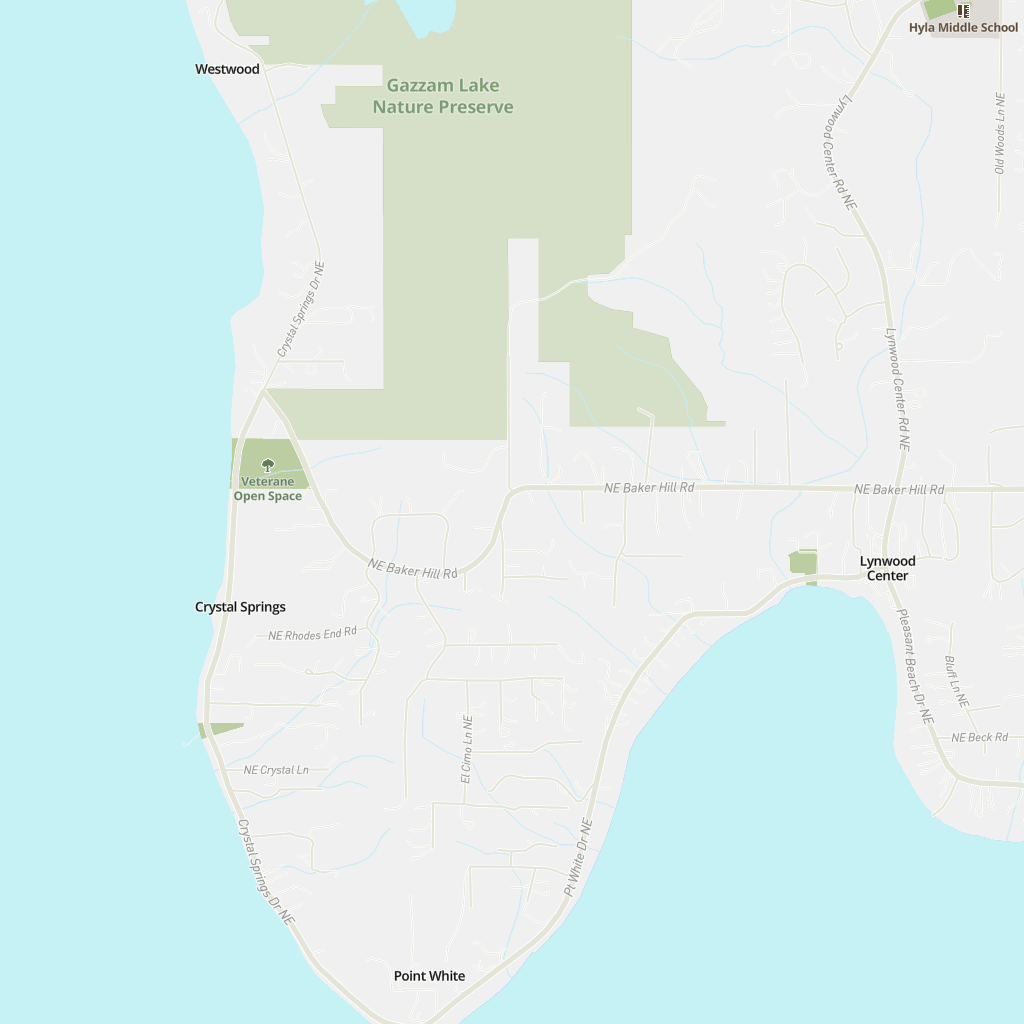 Hyla Middle School
Westwood
Gazzam Lake
Nature Preserve
Lynwood Center Rd NE
Old Woods Ln NE
Crystal Springs Dr NE
Lynwood Center Rd NE
Veterane
Open Space
NE Baker Hill Rd
NE Baker Hill Rd
NE Baker Hill Rd
Lynwood
Center
Crystal Springs
NE Rhodes End Rd
Pleasant Beach Dr NE
Bluff Ln NE
El Cimo Ln NE
NE Beck Rd
NE Crystal Ln
Crystal Springs Dr NE
Pt White Dr NE
Point White